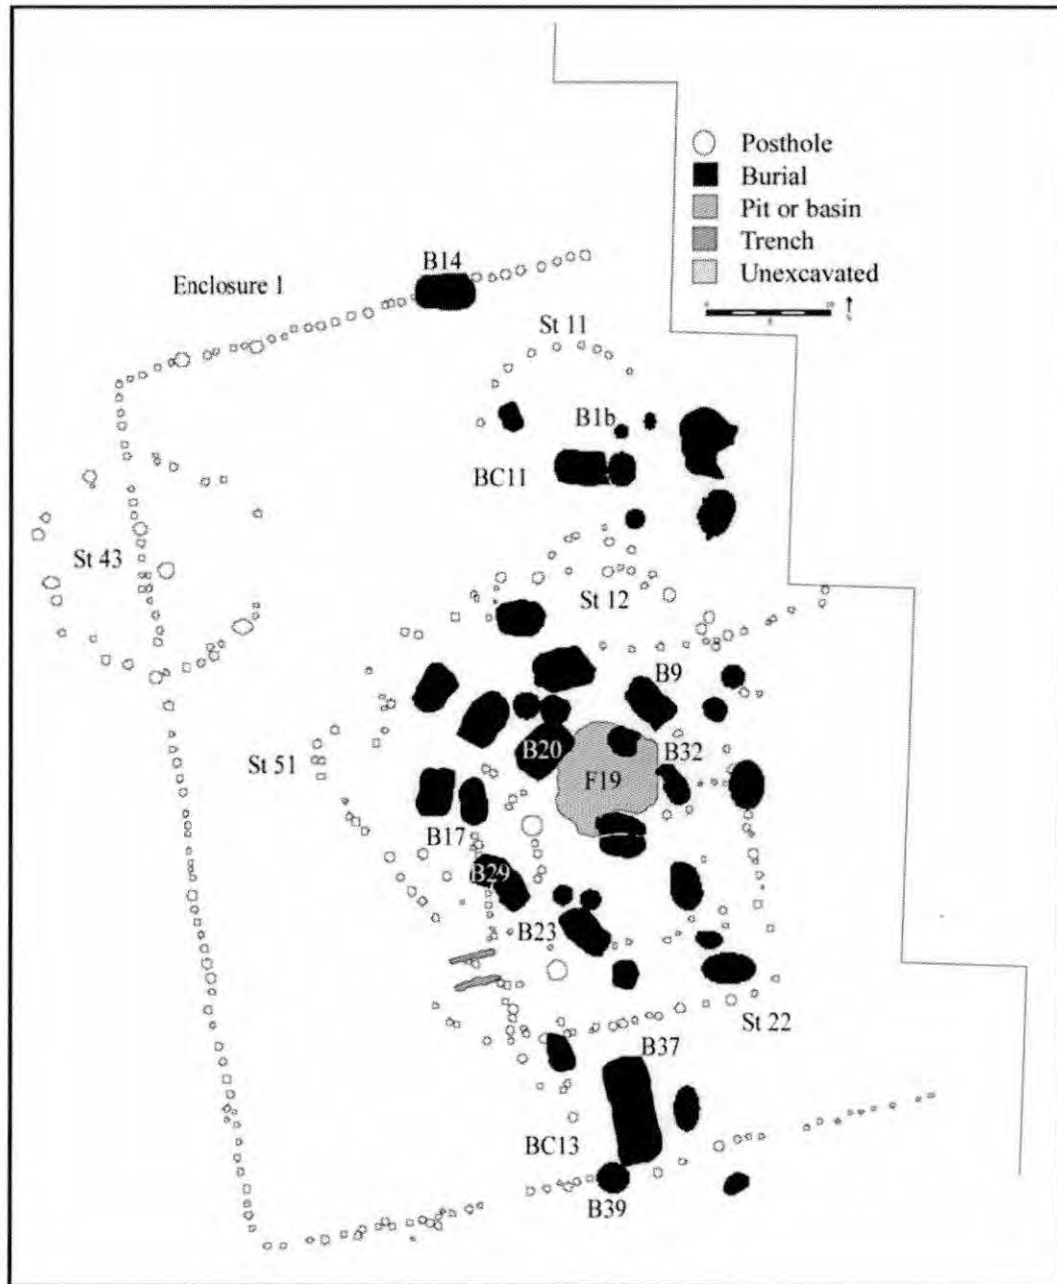 Posthole
Burial
Pit or basin
Trench
Unexcavated
B14
Enclosure 1
St 11
B1b
BC11
St 43
St 12
B9
B20
B32
F19
St 51
B17
B29
B23
St 22
B37
BC13
B39